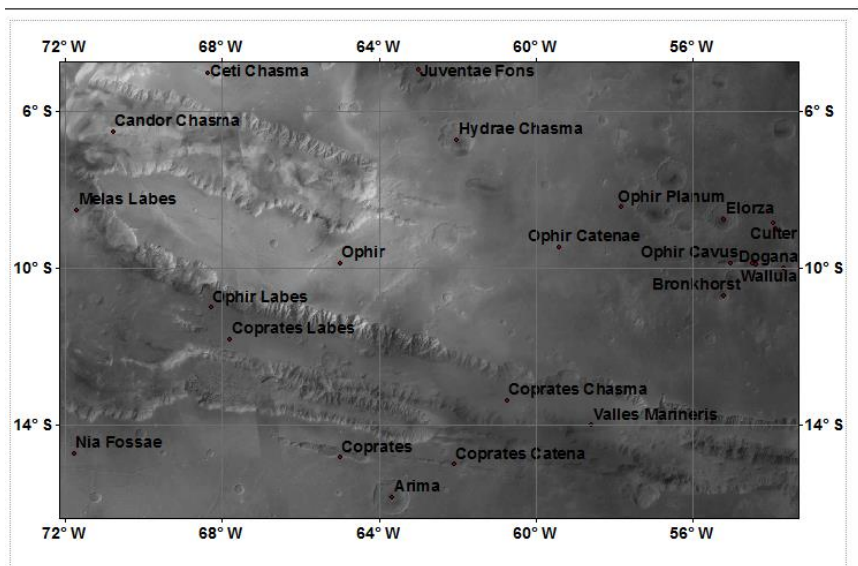 72° W 68° W 64° W 60° W 56° W
Ceti Chasma
Juventae Fons
6° S 6° S
Candor Chasma
Hydrae Chasma
Melas Labes
Ophir Planum
Elorza
Ophir Catenae
Culter
Ophir
Ophir Cavus
Dogana
10° S 10° S
Wallula
Bronkhorst
Ophir Labes
Coprates Labes
Coprates Chasma
Valles Marineris
14° S 14° S
Nia Fossae
Coprates
Coprates Catena
Arima
72° W 68° W 64° W 60° W 56° W